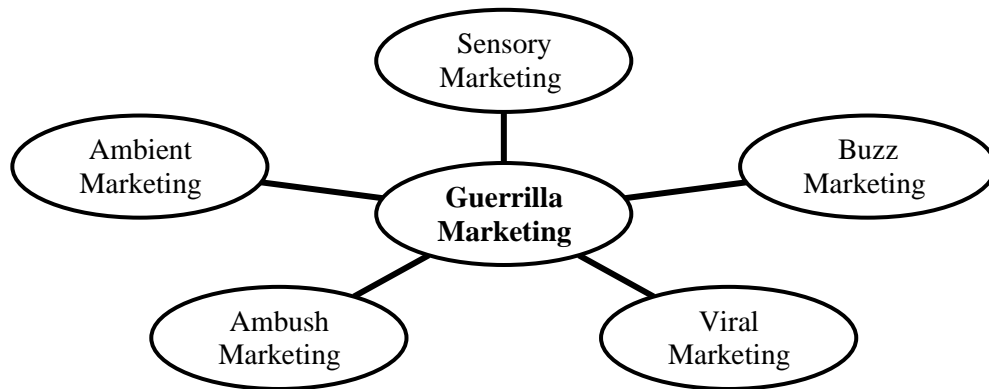 Sensory
Marketing
Ambient
Marketing
Buzz
Marketing
Guerrilla
Marketing
Ambush
Marketing
Viral
Marketing